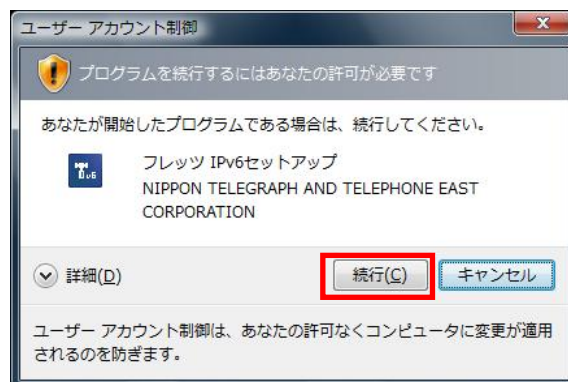 ユーザー アカウント制御
プログラムを続行するにはあなたの許可が必要です
あなたが開始したプログラムである場合は、続行してください。
フレッツ IPv6セットアップ
NIPPON TELEGRAPH AND TELEPHONE EAST
CORPORATION
詳細(D)
続行(C)
キャンセル
ユーザー アカウント制御は、あなたの許可なくコンピュータに変更が適用
されるのを防ぎます。